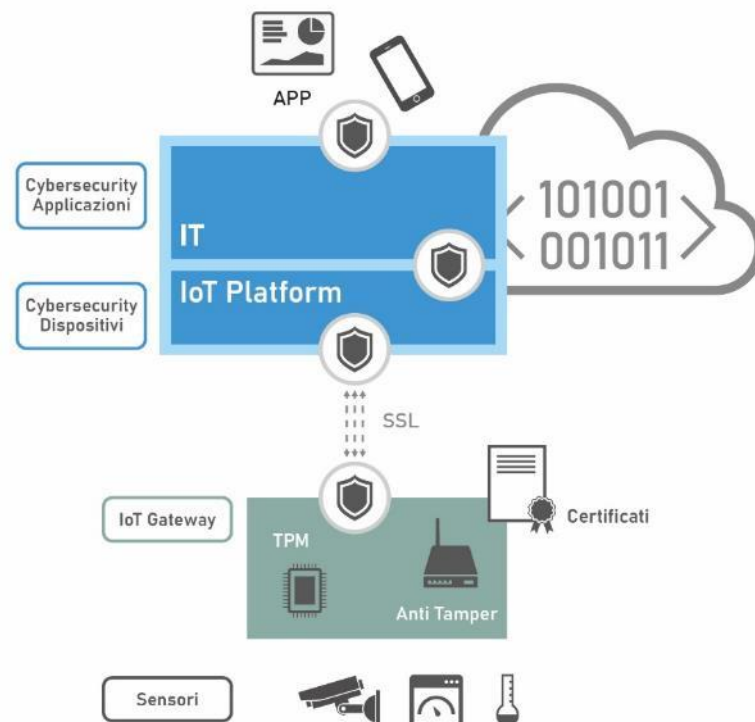 APP
Cybersecurity
Applicazioni
IT
101001
001011
IoT Platform
Cybersecurity
Dispositivi
SSL
IoT Gateway
TPM
Certificati
Anti Tamper
Sensori